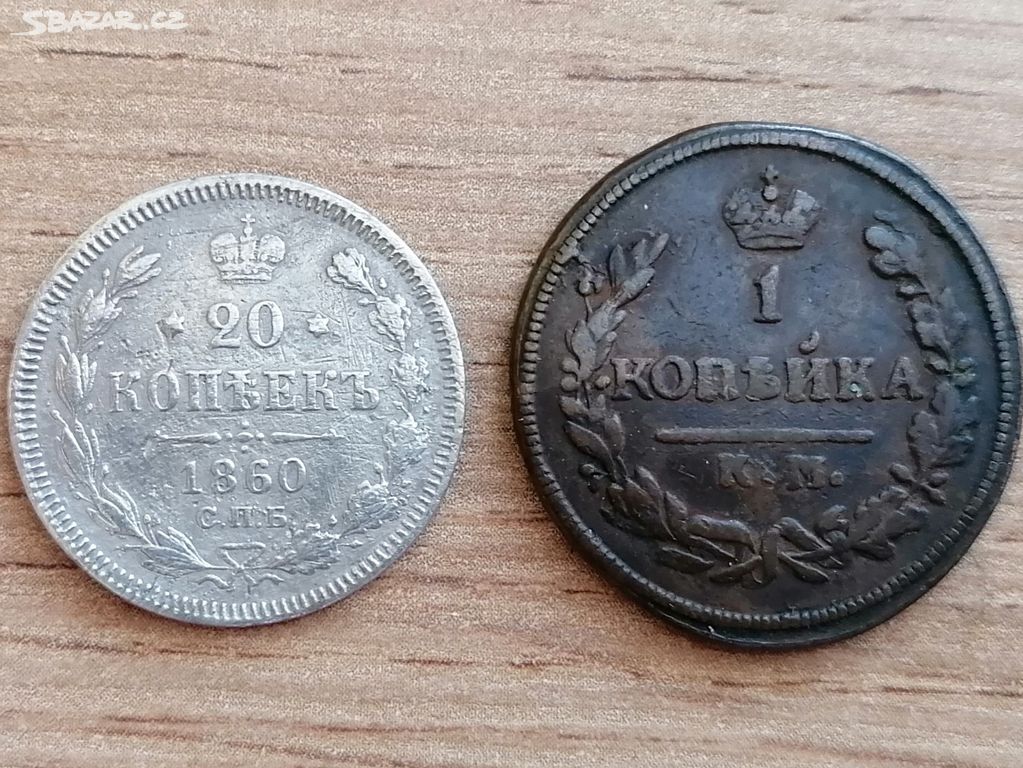 SBAZAR.CZ
20
КОПѢЕКЪ
1860
С.П.Б.
1
КОПѢЙКА
К.М.